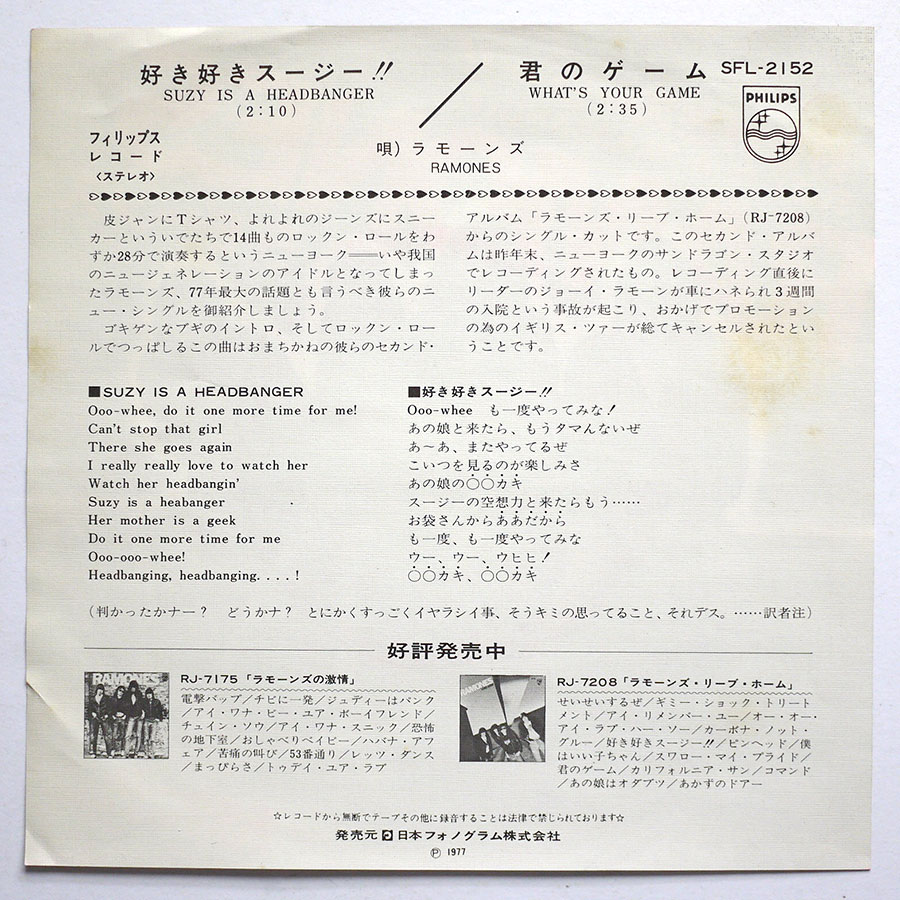 好き好きスージー!!
SUZY IS A HEADBANGER
(2:10)
君のゲーム
WHAT'S YOUR GAME
(2:35)
SFL-2152
PHILIPS
フィリップス
レコード
〈ステレオ〉
唄)ラモーンズ
RAMONES
皮ジャンにTシャツ、よれよれのジーンズにスニー
カーといういでたちで14曲ものロックン・ロールをわ
ずか28分で演奏するというニューヨーク——いや我国
のニュージェネレーションのアイドルとなってしまっ
たラモーンズ、77年最大の話題とも言うべき彼らのニ
ュー・シングルを御紹介しましょう。
ゴキゲンなブギのイントロ、そしてロックン・ロー
ルでつっぱしるこの曲はおまちかねの彼らのセカンド・
アルバム「ラモーンズ・リーブ・ホーム」(RJ-7208)
からのシングル・カットです。このセカンド・アルバ
ムは昨年末、ニューヨークのサンドラゴン・スタジオ
でレコーディングされたもの。レコーディング直後に
リーダーのジョーイ・ラモーンが車にハネられ3週間
の入院という事故が起こり、おかげでプロモーション
の為のイギリス・ツァーが総てキャンセルされたとい
うことです。
■SUZY IS A HEADBANGER
Ooo-whee, do it one more time for me!
Can't stop that girl
There she goes again
I really really love to watch her
Watch her headbangin'
Suzy is a heabanger
Her mother is a geek
Do it one more time for me
Ooo-ooo-whee!
Headbanging, headbanging. . . . !
■好き好きスージー!!
Ooo-whee も一度やってみな!
あの娘と来たら、もうタマんないぜ
あ〜あ、またやってるぜ
こいつを見るのが楽しみさ
あの娘の○○カキ
スージーの空想力と来たらもう……
お袋さんからああだから
も一度、も一度やってみな
ウー、ウー、ウヒヒ!
○○カキ、○○カキ
(判かったかナー? どうかナ? とにかくすっごくイヤラシイ事、そうキミの思ってること、それデス。……訳者注)
好評発売中
RAMONES
RJ-7175「ラモーンズの激情」
電撃バップ/チビに一発/ジュディーはパンク
/アイ・ワナ・ビー・ユア・ボーイフレンド/
チュイン・ソウ/アイ・ワナ・スニック/恐怖
の地下室/おしゃべりベイビー/ハバナ・アフ
ェア/苦痛の叫び/53番通り/レッツ・ダンス
/まっぴらさ/トゥデイ・ユア・ラブ
RJ-7208「ラモーンズ・リーブ・ホーム」
せいせいするぜ/ギミー・ショック・トリート
メント/アイ・リメンバー・ユー/オー・オー・
アイ・ラブ・ハー・ソー/カーボナ・ノット・
グルー/好き好きスージー!!/ピンヘッド/僕
はいい子ちゃん/スワロー・マイ・プライド/
君のゲーム/カリフォルニア・サン/コマンド
/あの娘はオダブツ/あかずのドアー
☆レコードから無断でテープその他に録音することは法律で禁じられております☆
発売元 日本フォノグラム株式会社
Ⓟ 1977